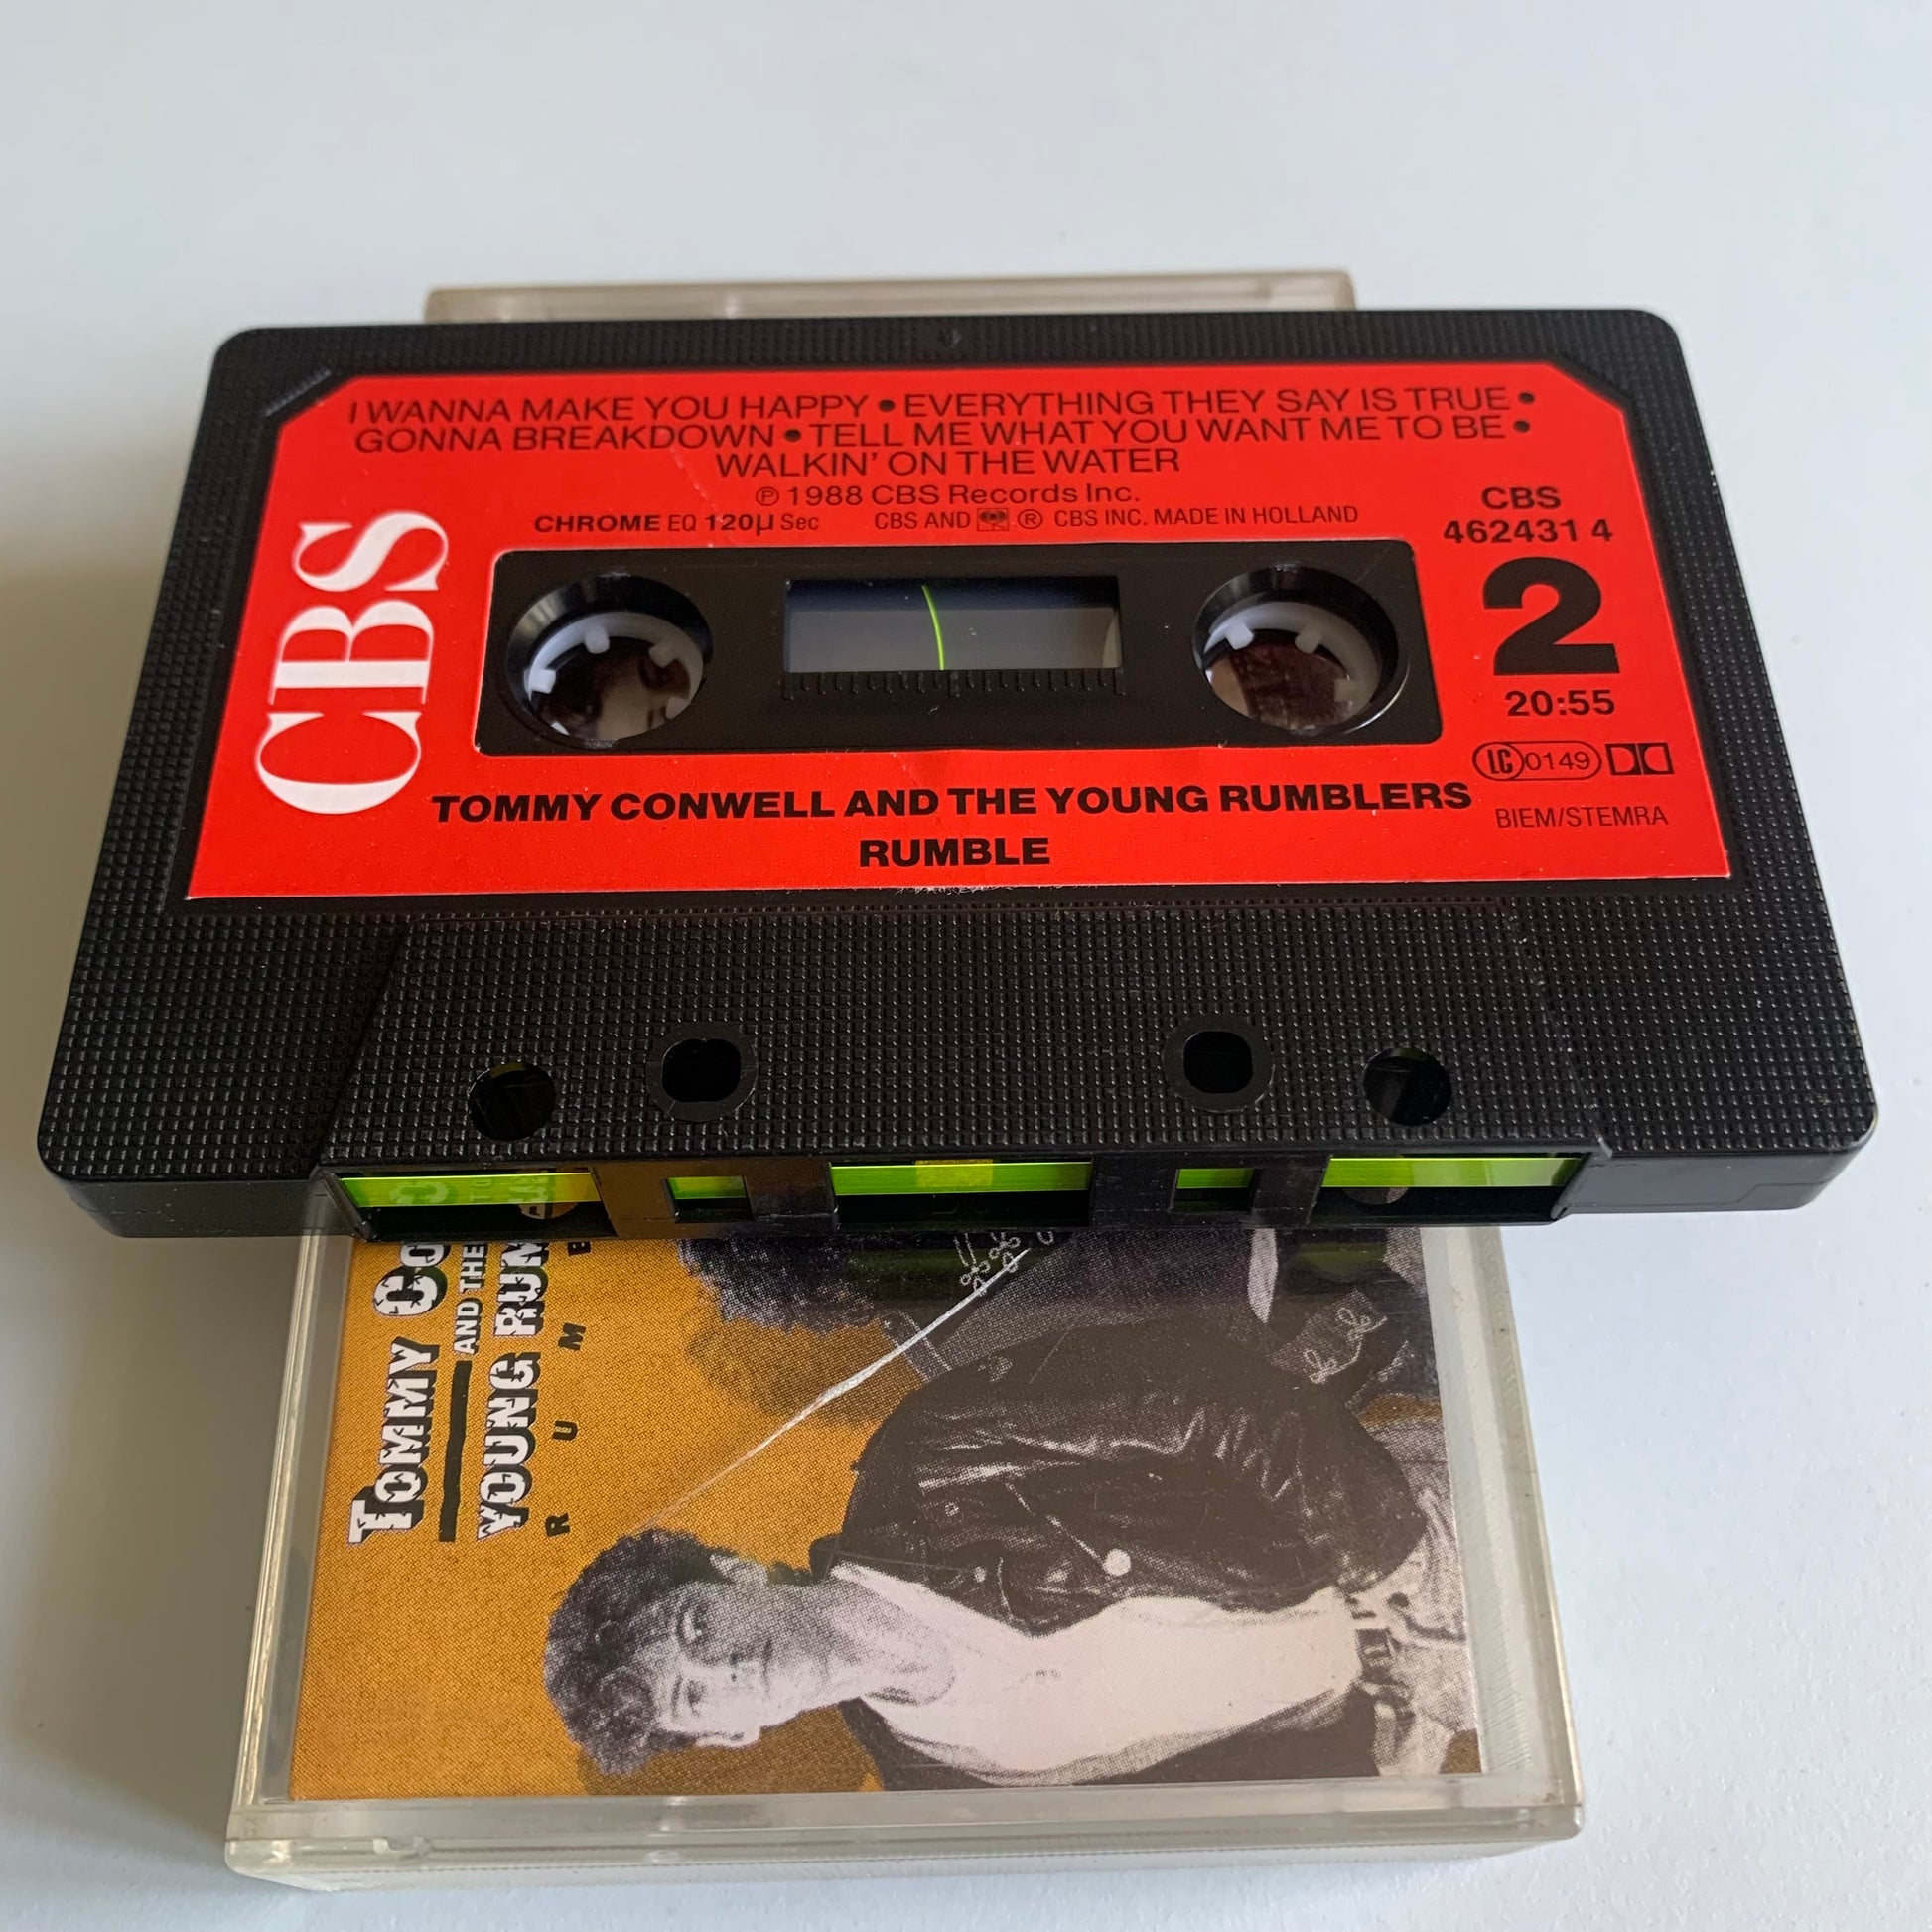 I WANNA MAKE YOU HAPPY • EVERYTHING THEY SAY IS TRUE •
GONNA BREAKDOWN • TELL ME WHAT YOU WANT ME TO BE •
WALKIN' ON THE WATER
℗ 1988 CBS Records Inc.
CHROME EQ 120µ Sec CBS AND ® CBS INC. MADE IN HOLLAND
CBS
462431 4
2
20:55
LC 0149
BIEM/STEMRA
CBS
TOMMY CONWELL AND THE YOUNG RUMBLERS
RUMBLE
TOMMY CO
AND THE
YOUNG RUM
R U M B